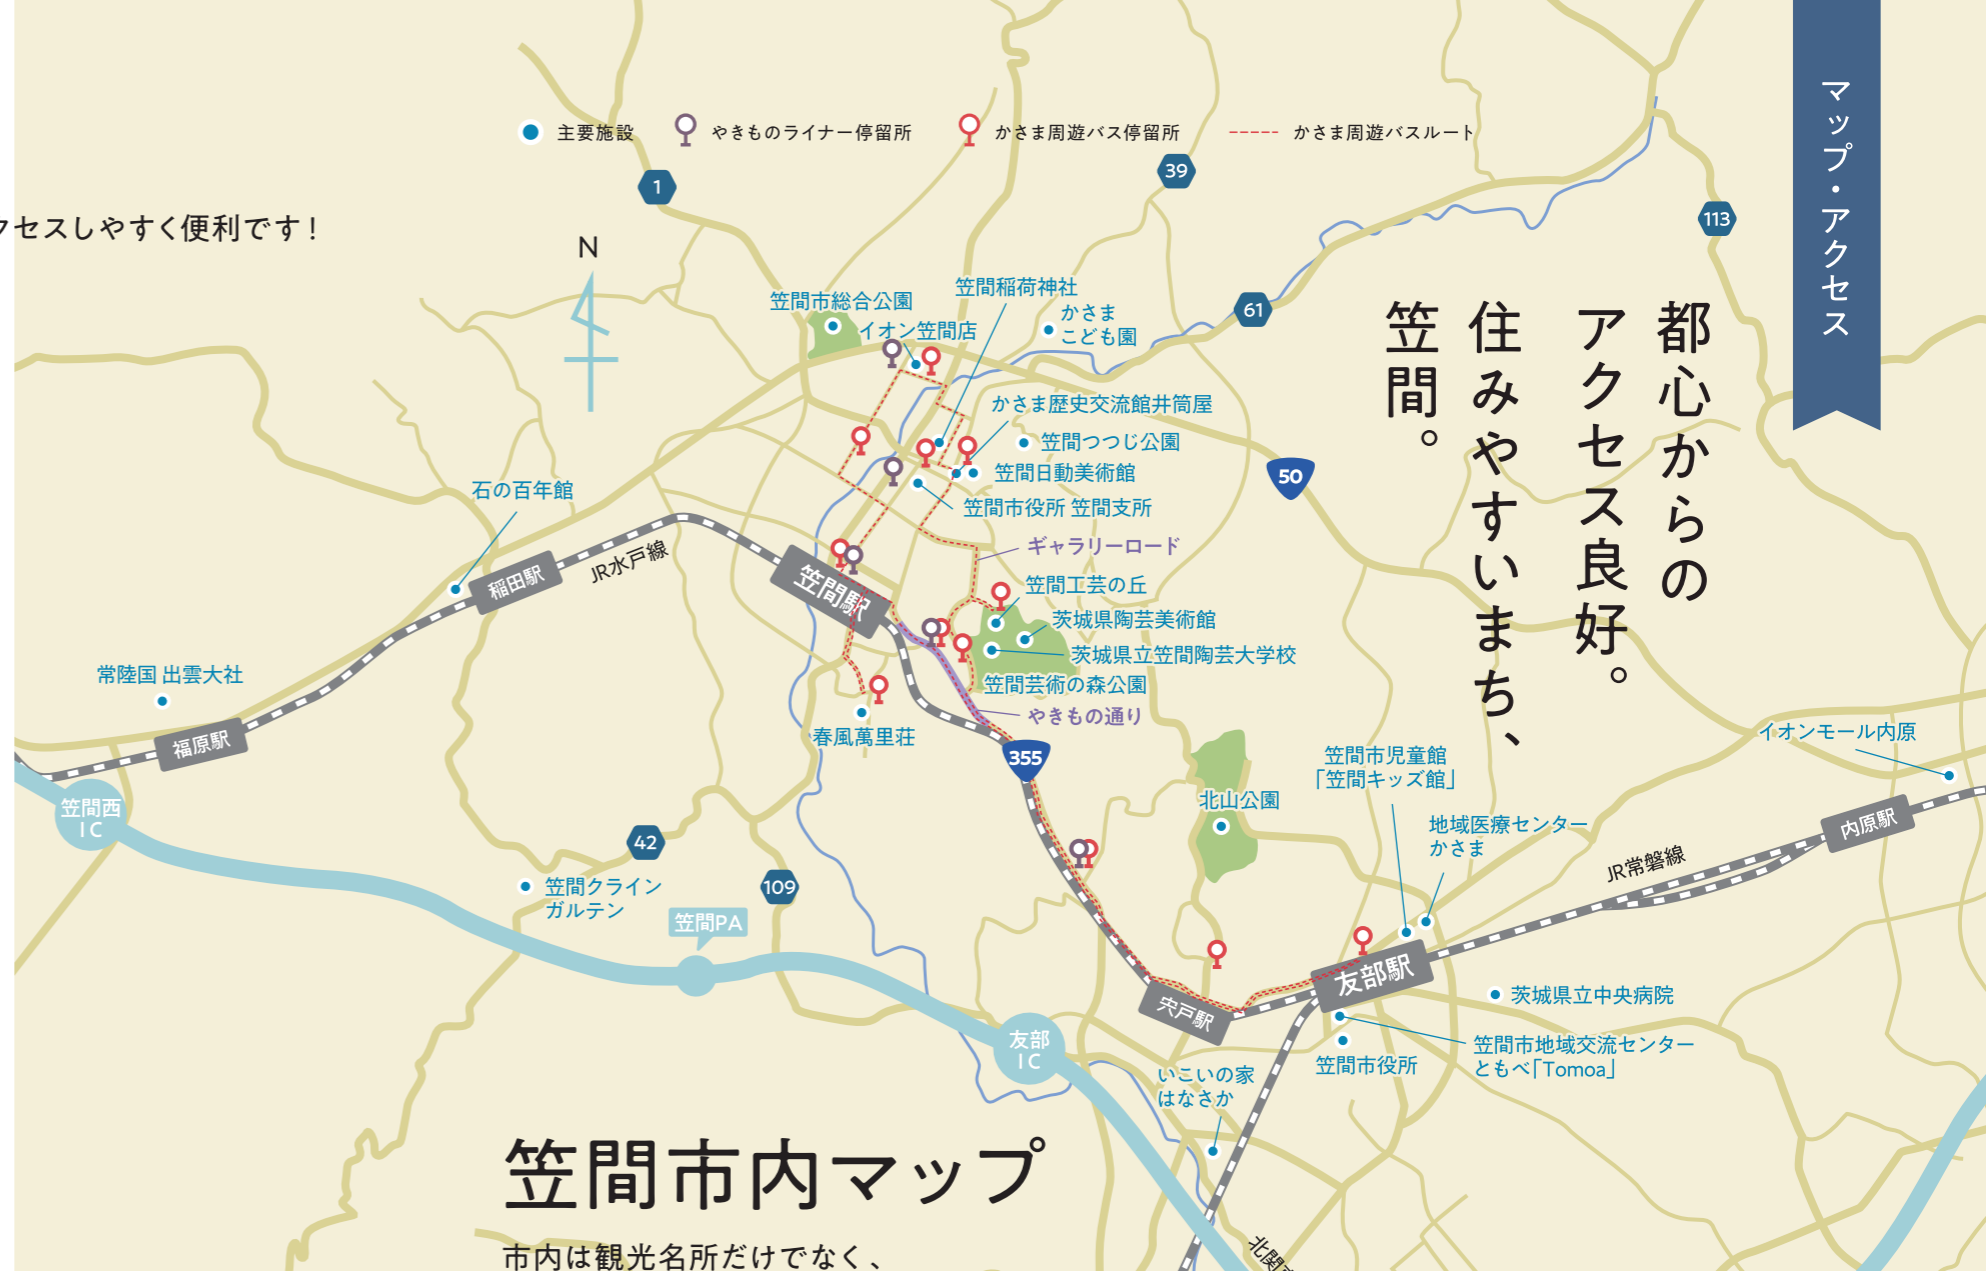 マップ・アクセス
都心からの
アクセス良好。
住みやすいまち、
笠間。
主要施設
やきものライナー停留所
かさま周遊バス停留所
かさま周遊バスルート
クセスしやすく便利です！
N
1
39
113
61
50
355
42
109
笠間市総合公園
イオン笠間店
笠間稲荷神社
かさま
こども園
かさま歴史交流館井筒屋
笠間つつじ公園
笠間日動美術館
笠間市役所 笠間支所
ギャラリーロード
笠間工芸の丘
茨城県陶芸美術館
茨城県立笠間陶芸大学校
笠間芸術の森公園
やきもの通り
春風萬里荘
石の百年館
稲田駅
JR水戸線
笠間駅
常陸国 出雲大社
福原駅
笠間西
IC
笠間クライン
ガルテン
笠間PA
友部
IC
北山公園
笠間市児童館
「笠間キッズ館」
地域医療センター
かさま
イオンモール内原
内原駅
JR常磐線
友部駅
宍戸駅
茨城県立中央病院
笠間市地域交流センター
ともべ「Tomoa」
笠間市役所
いこいの家
はなさか
北関
笠間市内マップ
市内は観光名所だけでなく、